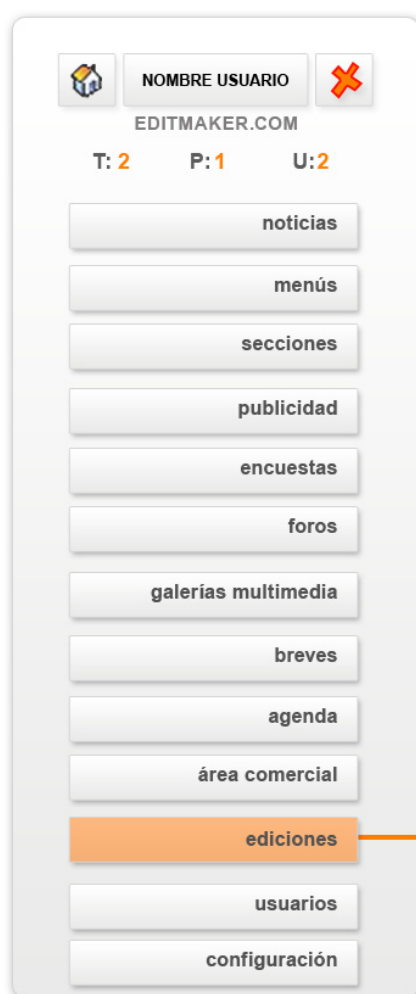 NOMBRE USUARIO
EDITMAKER.COM
T: 2 P:1 U:2
noticias
menús
secciones
publicidad
encuestas
foros
galerías multimedia
breves
agenda
área comercial
ediciones
usuarios
configuración